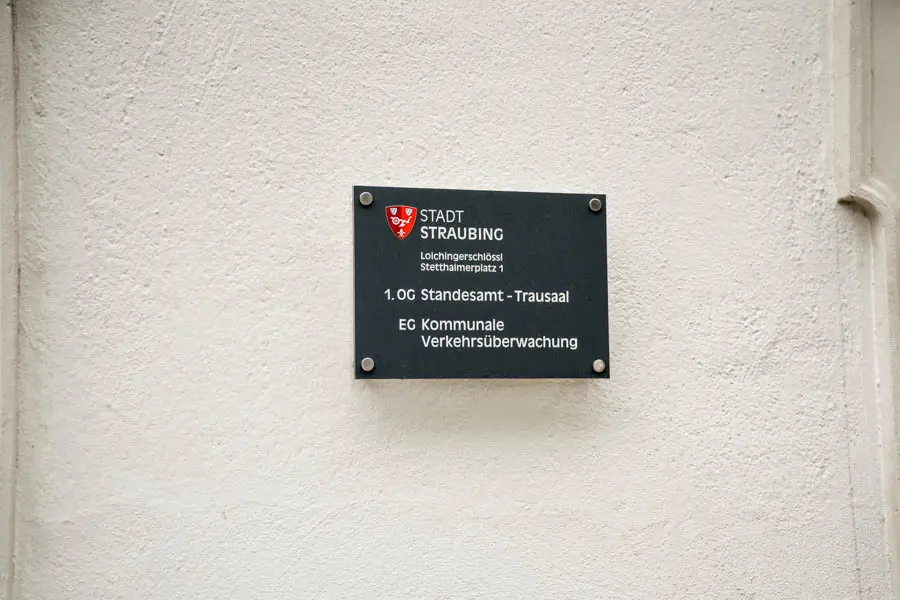 STADT
STRAUBING
Loichingerschlössl
Stetthaimerplatz 1
1. OG Standesamt - Trausaal
EG Kommunale
Verkehrsüberwachung